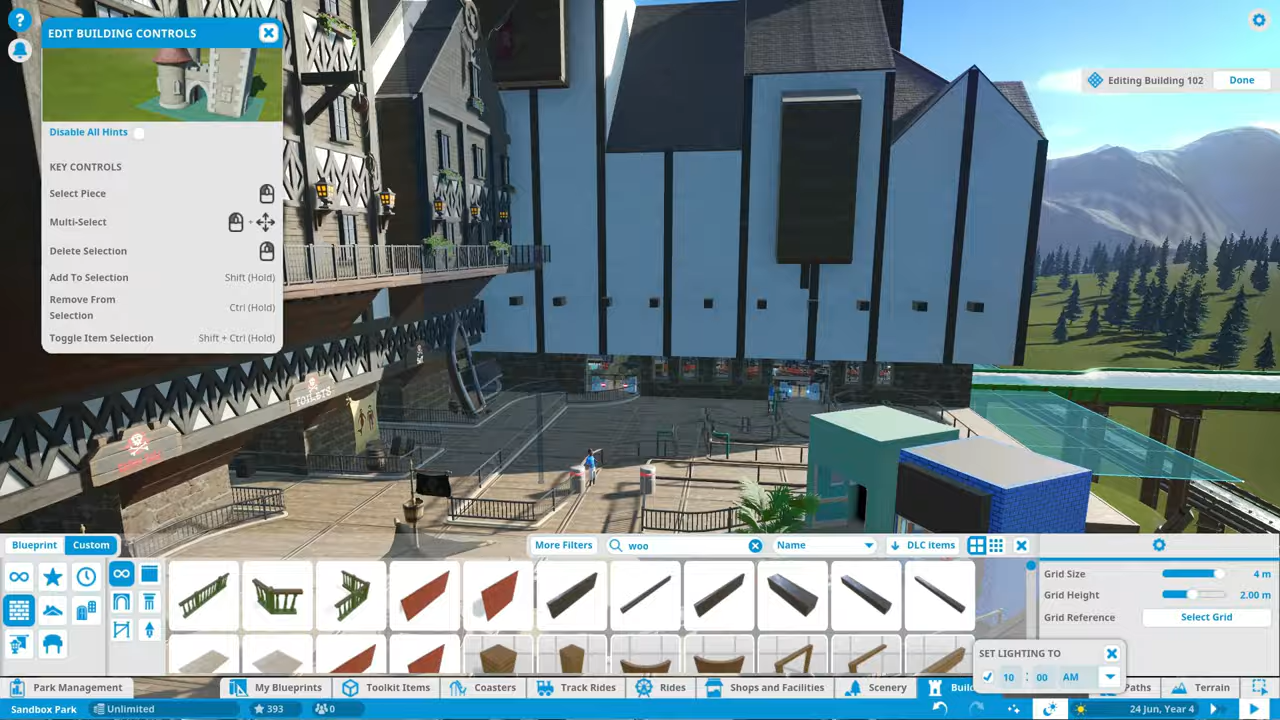 ?
EDIT BUILDING CONTROLS
Disable All Hints
KEY CONTROLS
Select Piece
Multi-Select
Delete Selection
Add To Selection Shift (Hold)
Remove From
Selection
Ctrl (Hold)
Toggle Item Selection Shift + Ctrl (Hold)
Editing Building 102 Done
TOILETS
Blueprint Custom More Filters woo Name DLC items
Grid Size 4 m
Grid Height 2.00 m
Grid Reference Select Grid
SET LIGHTING TO
10 : 00 AM
Park Management My Blueprints Toolkit Items Coasters Track Rides Rides Shops and Facilities Scenery Paths Terrain
Sandbox Park Unlimited 393 0 24 Jun, Year 4